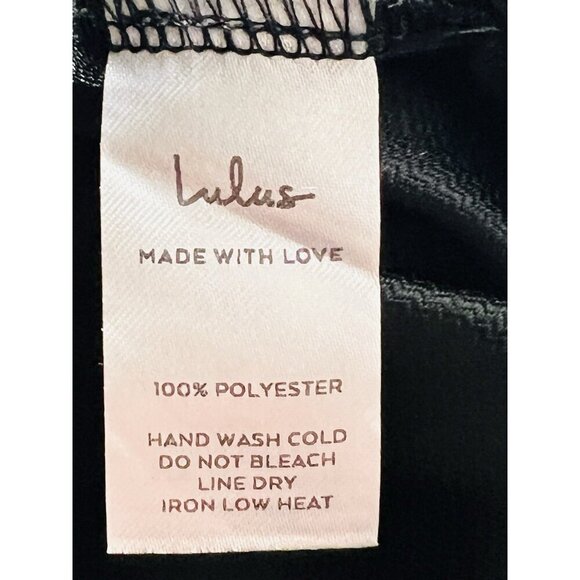 Lulus
MADE WITH LOVE
100% POLYESTER
HAND WASH COLD
DO NOT BLEACH
LINE DRY
IRON LOW HEAT